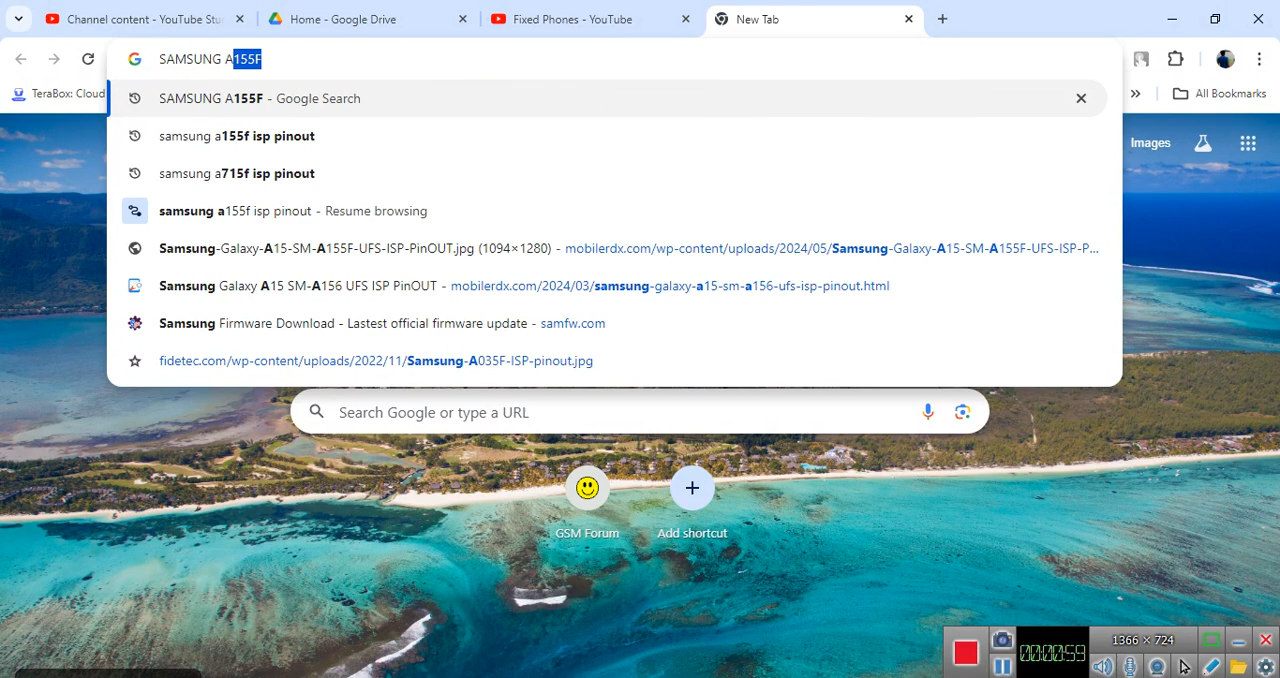 Channel content - YouTube Stu
Home - Google Drive
Fixed Phones - YouTube
New Tab
SAMSUNG A155F
TeraBox: Cloud
All Bookmarks
SAMSUNG A155F - Google Search
samsung a155f isp pinout
samsung a715f isp pinout
samsung a155f isp pinout - Resume browsing
Samsung-Galaxy-A15-SM-A155F-UFS-ISP-PinOUT.jpg (1094×1280) - mobilerdx.com/wp-content/uploads/2024/05/Samsung-Galaxy-A15-SM-A155F-UFS-ISP-P...
Samsung Galaxy A15 SM-A156 UFS ISP PinOUT - mobilerdx.com/2024/03/samsung-galaxy-a15-sm-a156-ufs-isp-pinout.html
Samsung Firmware Download - Lastest official firmware update - samfw.com
fidetec.com/wp-content/uploads/2022/11/Samsung-A035F-ISP-pinout.jpg
Images
Search Google or type a URL
GSM Forum
Add shortcut
1366 × 724
00:00:59